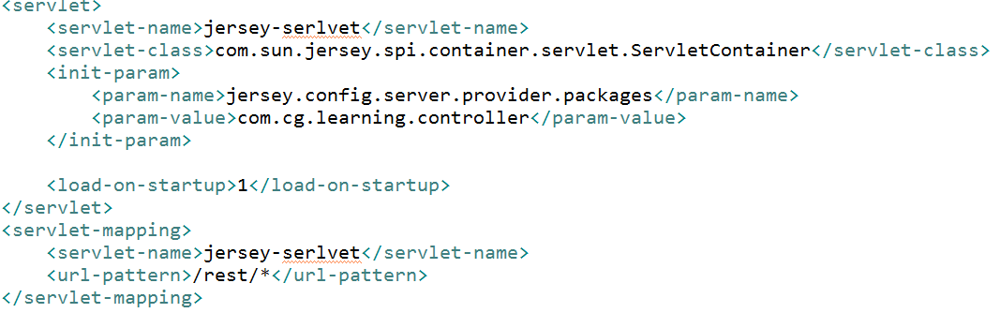 <servlet>
<servlet-name>jersey-serlvet</servlet-name>
<servlet-class>com.sun.jersey.spi.container.servlet.ServletContainer</servlet-class>
<init-param>
<param-name>jersey.config.server.provider.packages</param-name>
<param-value>com.cg.learning.controller</param-value>
</init-param>
<load-on-startup>1</load-on-startup>
</servlet>
<servlet-mapping>
<servlet-name>jersey-serlvet</servlet-name>
<url-pattern>/rest/*</url-pattern>
</servlet-mapping>